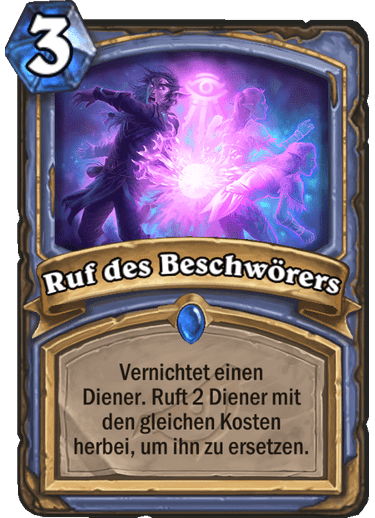 3
Ruf des Beschwörers
Vernichtet einen
Diener. Ruft 2 Diener mit
den gleichen Kosten
herbei, um ihn zu ersetzen.